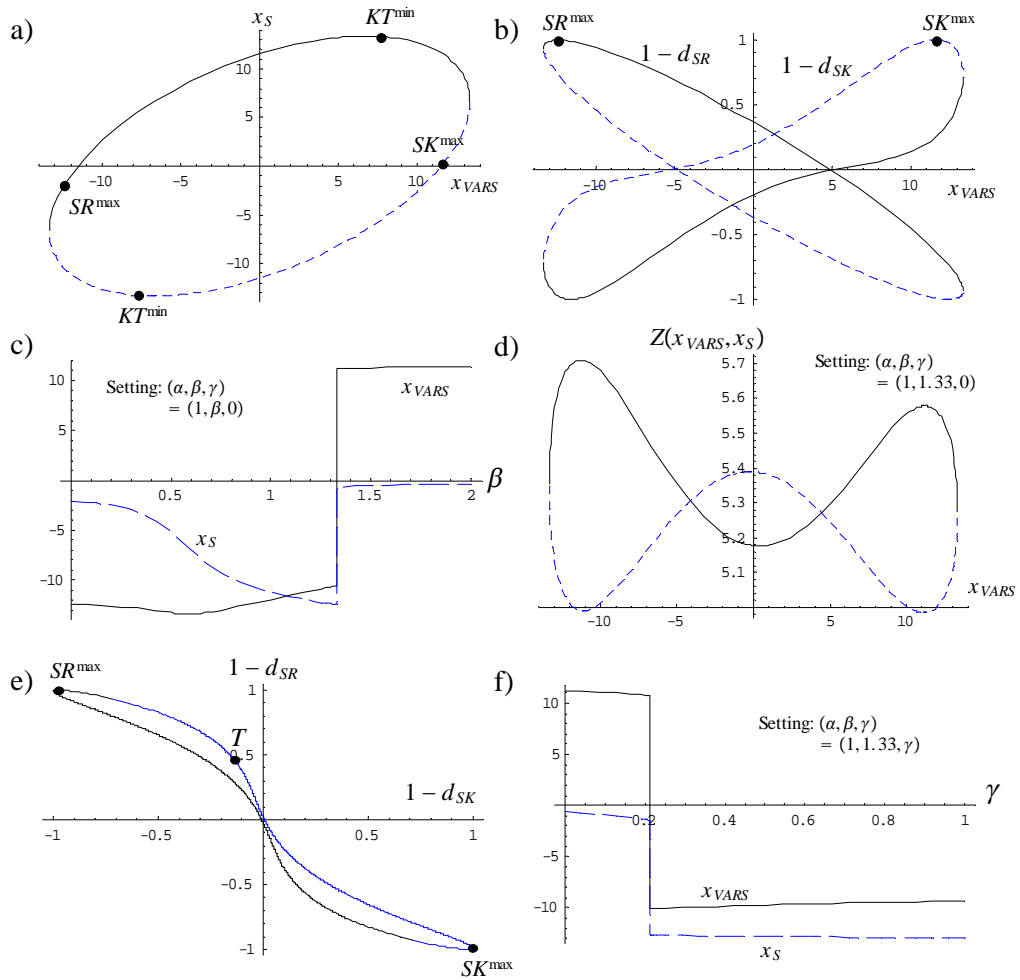 a)
x_S
KT^min
10
5
−10
−5
5
10
x_VARS
SK^max
SR^max
−5
−10
KT^min
b)
SR^max
SK^max
1
1 − d_SR
1 − d_SK
0.5
−10
−5
5
10
x_VARS
−0.5
−1
c)
Setting: (α, β, γ)
= (1, β, 0)
10
5
x_VARS
0.5
1
1.5
2
β
−5
x_S
−10
d)
Z(x_VARS, x_S)
Setting: (α, β, γ)
= (1, 1.33, 0)
5.7
5.6
5.5
5.4
5.3
5.2
5.1
x_VARS
−10
−5
5
10
e)
SR^max
1 − d_SR
1
T
0.5
1 − d_SK
−1
−0.5
0.5
1
−0.5
−1
SK^max
f)
Setting: (α, β, γ)
= (1, 1.33, γ)
10
5
γ
0.2
0.4
0.6
0.8
1
−5
x_VARS
−10
x_S